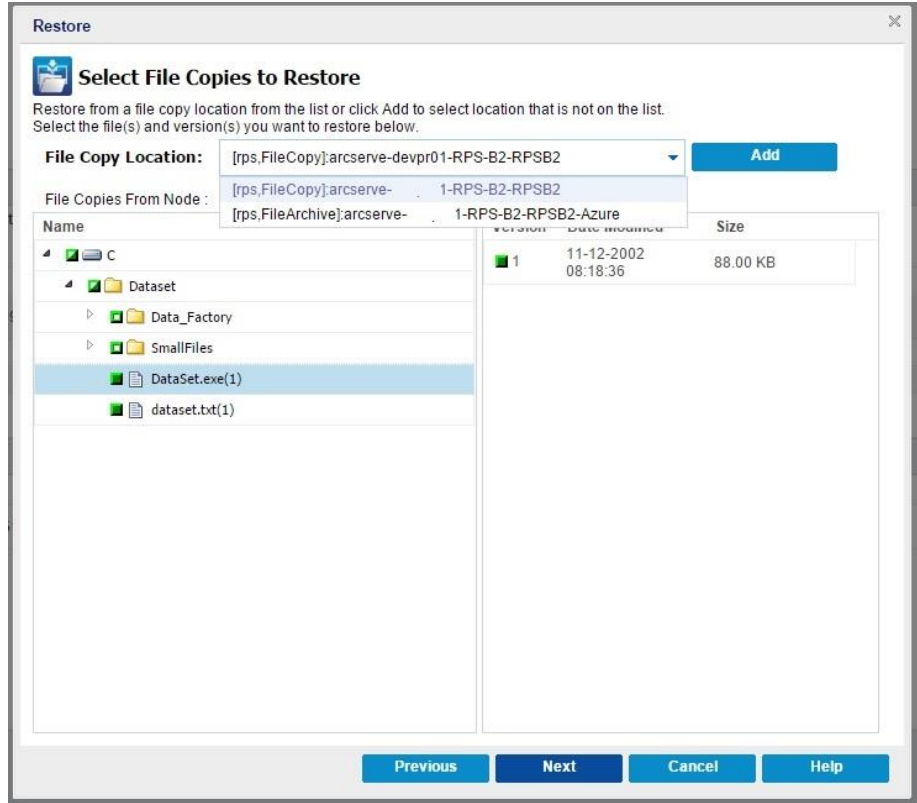 Restore
Select File Copies to Restore
Restore from a file copy location from the list or click Add to select location that is not on the list.
Select the file(s) and version(s) you want to restore below.
File Copy Location: [rps,FileCopy]:arcserve-devpr01-RPS-B2-RPSB2 Add
[rps,FileCopy]:arcserve- . 1-RPS-B2-RPSB2
File Copies From Node :
[rps,FileArchive]:arcserve- . 1-RPS-B2-RPSB2-Azure
Name Version Date Modified Size
C
1 11-12-2002 08:18:36 88.00 KB
Dataset
Data_Factory
SmallFiles
DataSet.exe(1)
dataset.txt(1)
Previous Next Cancel Help